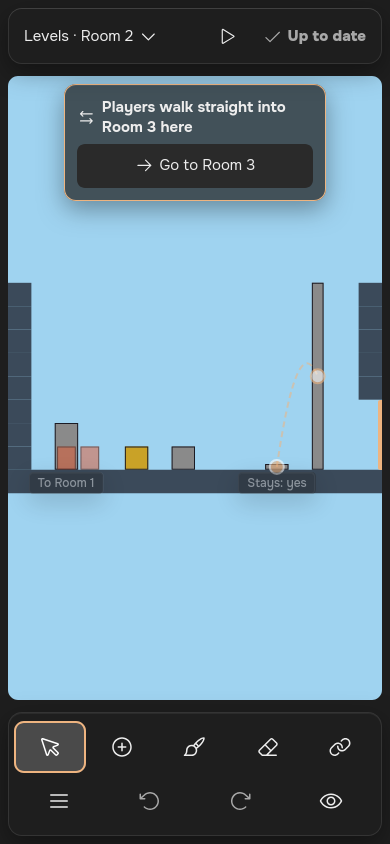 Levels · Room 2
Up to date
Players walk straight into
Room 3 here
Go to Room 3
To Room 1
Stays: yes